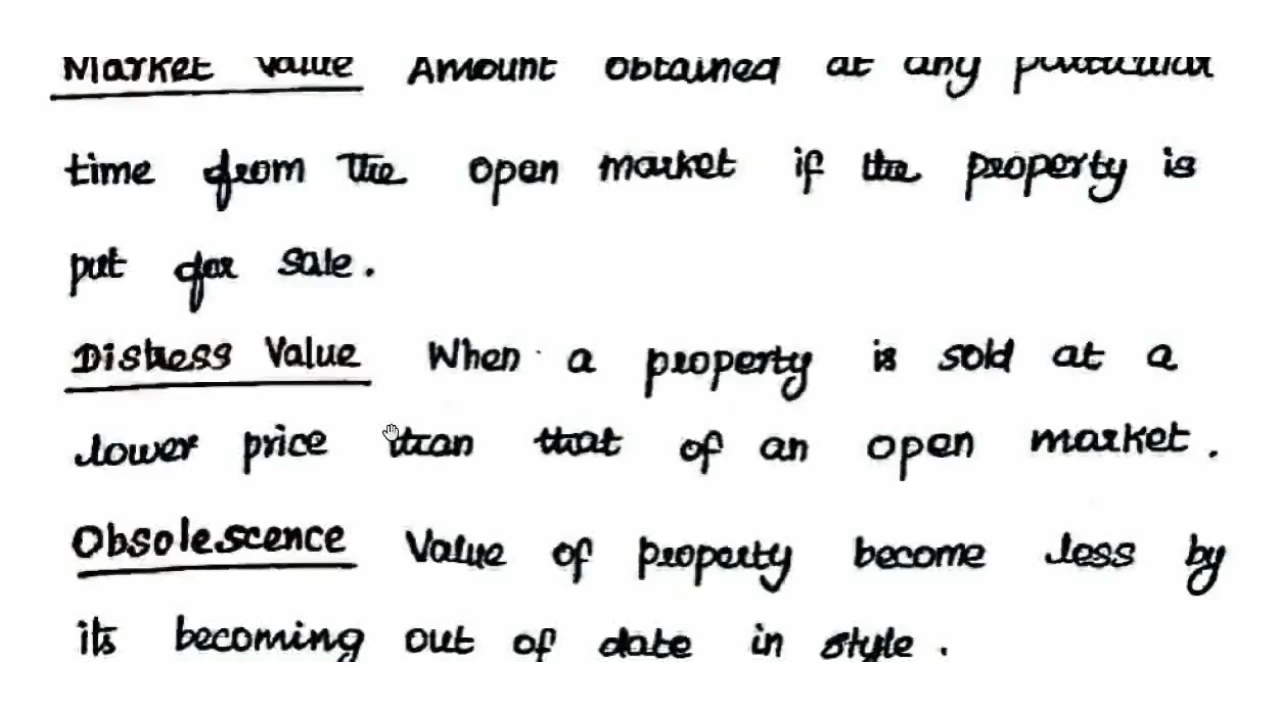 Market Value Amount obtained at any particular
time from the open market if the property is
put for sale.
Distress Value When a property is sold at a
lower price than that of an open market.
Obsolescence Value of property become less by
its becoming out of date in style.